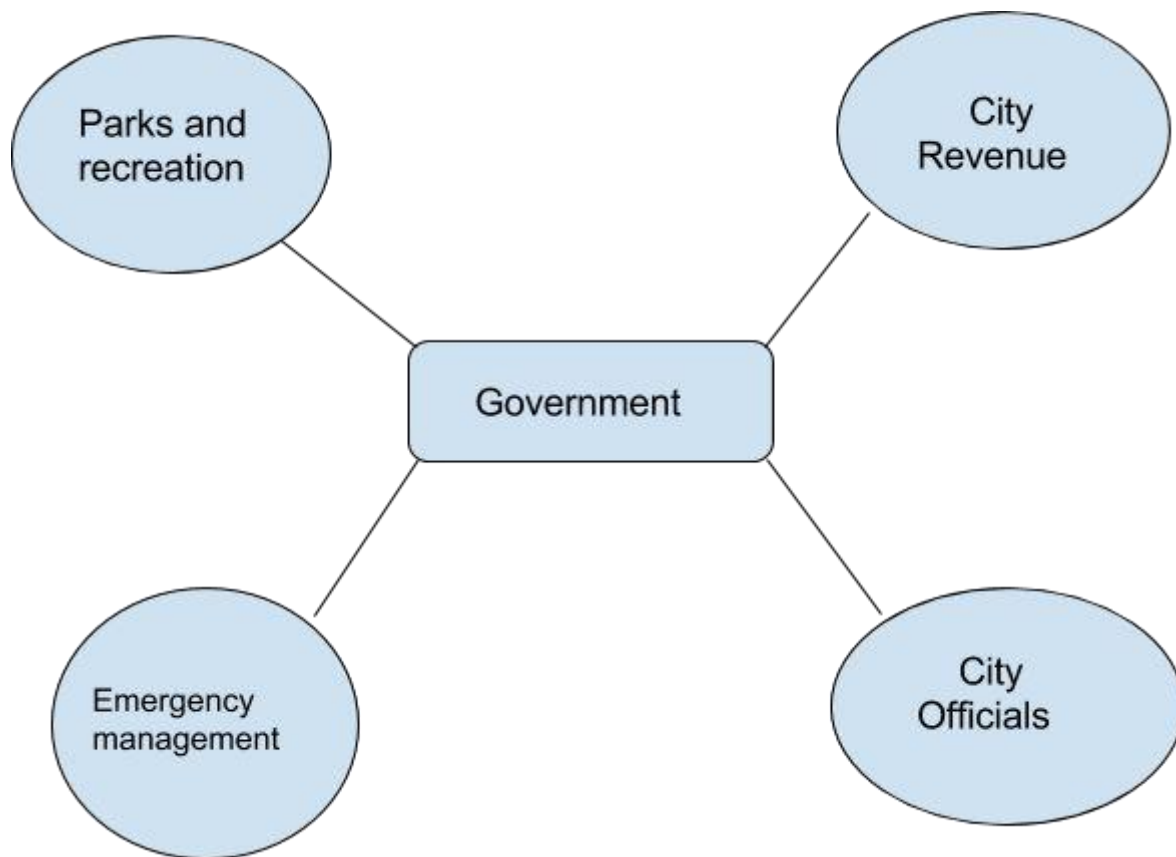 Parks and
recreation
City
Revenue
Government
Emergency
management
City
Officials